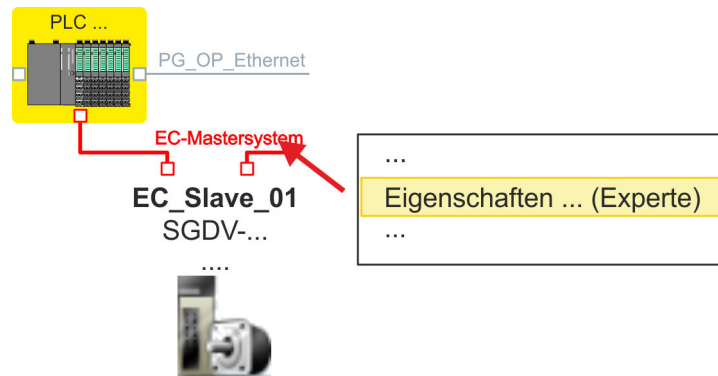 PLC ...
PG_OP_Ethernet
EC-Mastersystem
...
Eigenschaften ... (Experte)
...
EC_Slave_01
SGDV-...
....